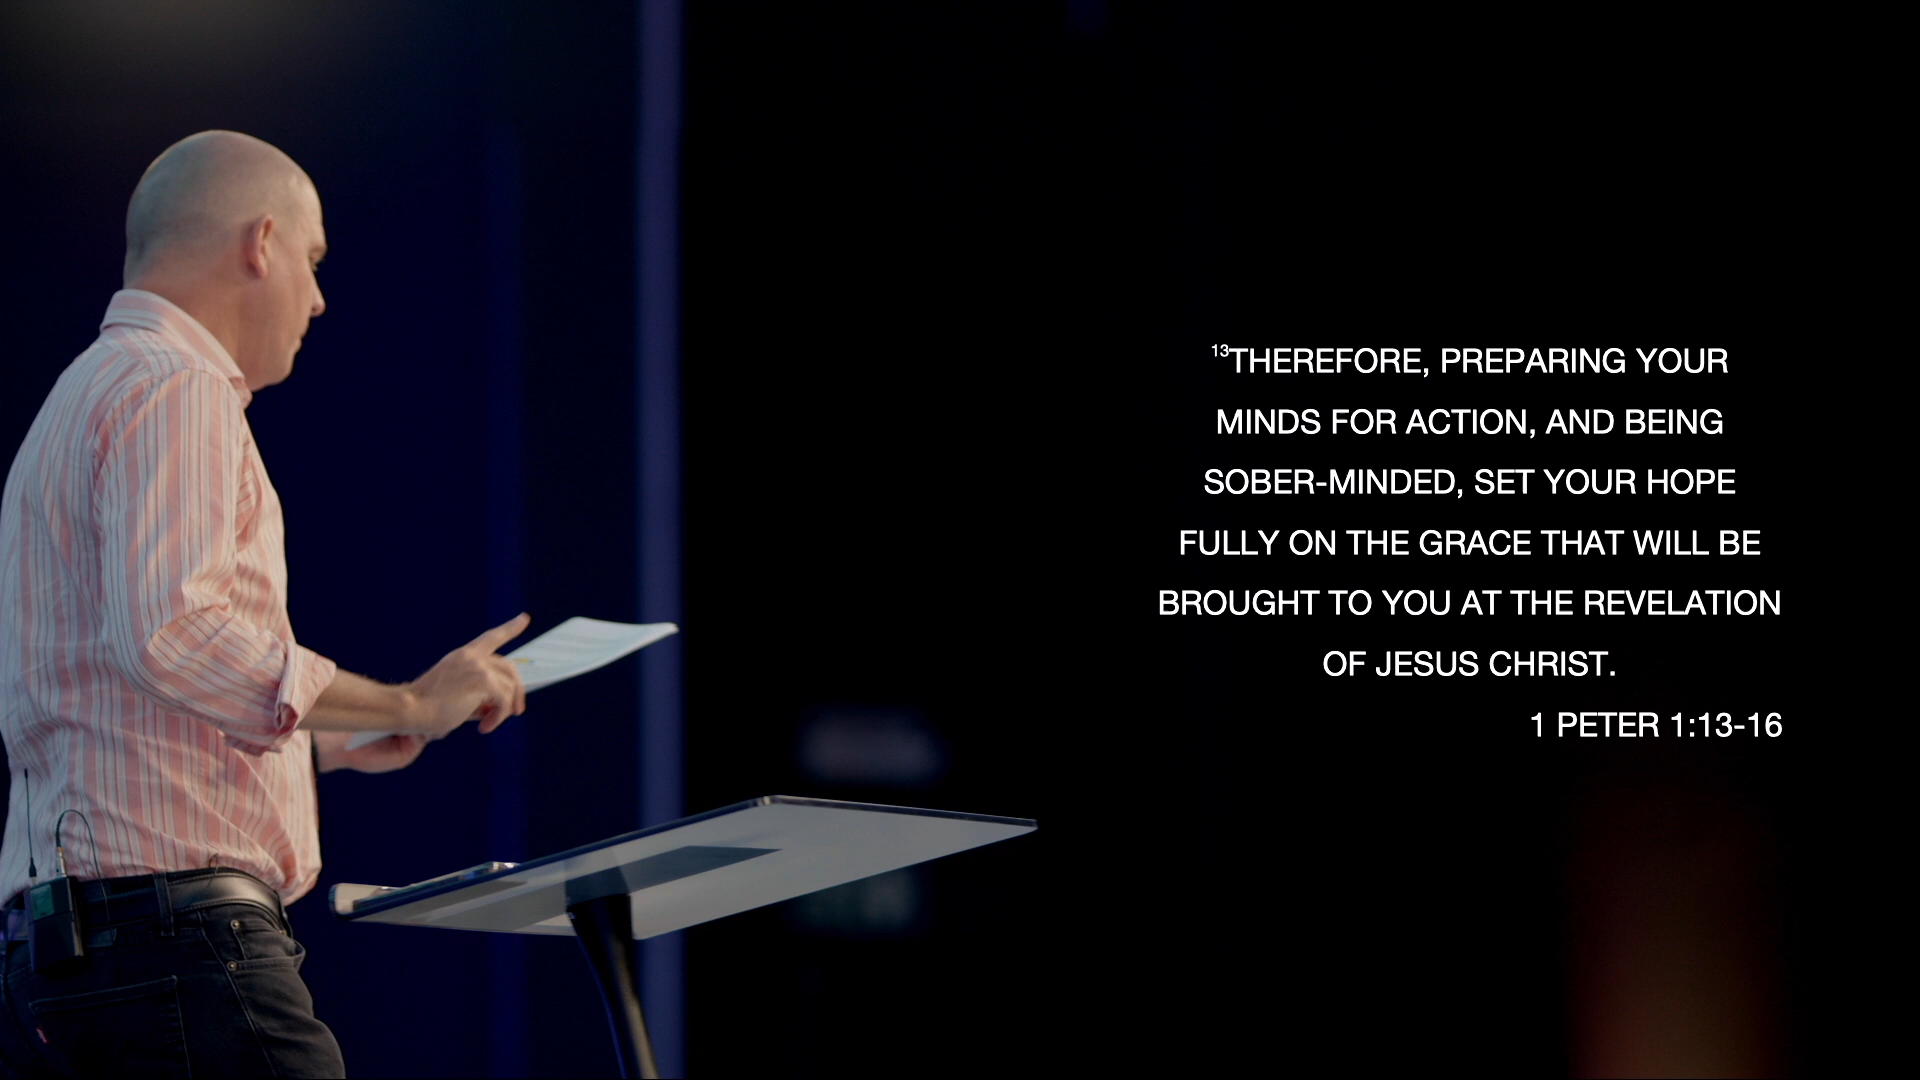 ¹³THEREFORE, PREPARING YOUR
MINDS FOR ACTION, AND BEING
SOBER-MINDED, SET YOUR HOPE
FULLY ON THE GRACE THAT WILL BE
BROUGHT TO YOU AT THE REVELATION
OF JESUS CHRIST.
1 PETER 1:13-16